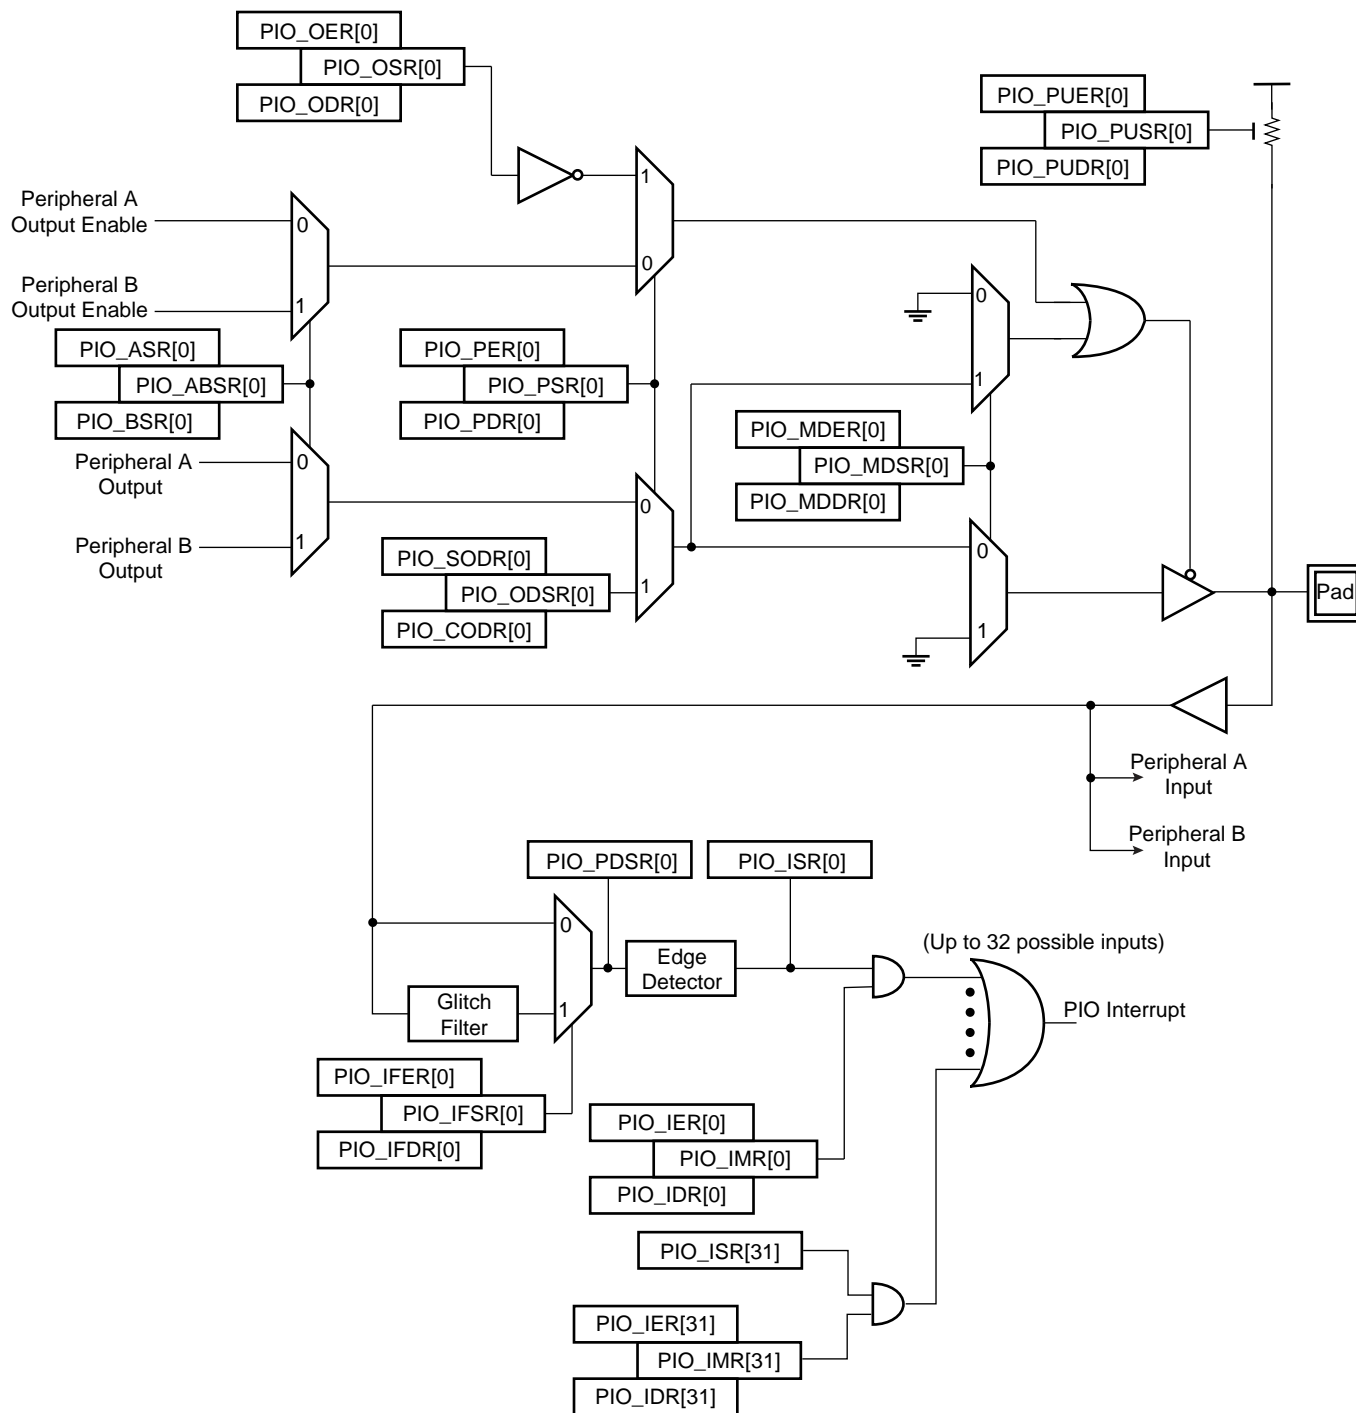 PIO_OER[0]
PIO_OSR[0]
PIO_ODR[0]
PIO_PUER[0]
PIO_PUSR[0]
PIO_PUDR[0]
1
Peripheral A
Output Enable
0
0
Peripheral B
Output Enable
1
0
PIO_ASR[0]
PIO_ABSR[0]
PIO_BSR[0]
PIO_PER[0]
PIO_PSR[0]
PIO_PDR[0]
1
PIO_MDER[0]
PIO_MDSR[0]
PIO_MDDR[0]
Peripheral A
Output
0
0
Peripheral B
Output
1
PIO_SODR[0]
PIO_ODSR[0]
PIO_CODR[0]
1
0
1
Pad
Peripheral A
Input
Peripheral B
Input
PIO_PDSR[0]
PIO_ISR[0]
0
(Up to 32 possible inputs)
Edge
Detector
Glitch
Filter
1
PIO Interrupt
PIO_IFER[0]
PIO_IFSR[0]
PIO_IFDR[0]
PIO_IER[0]
PIO_IMR[0]
PIO_IDR[0]
PIO_ISR[31]
PIO_IER[31]
PIO_IMR[31]
PIO_IDR[31]